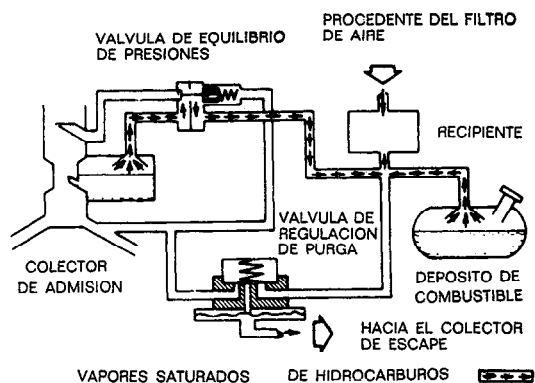 VALVULA DE EQUILIBRIO
DE PRESIONES
PROCEDENTE DEL FILTRO
DE AIRE
RECIPIENTE
VALVULA DE
REGULACION
DE PURGA
COLECTOR
DE ADMISION
DEPOSITO DE
COMBUSTIBLE
HACIA EL COLECTOR
DE ESCAPE
VAPORES SATURADOS DE HIDROCARBUROS